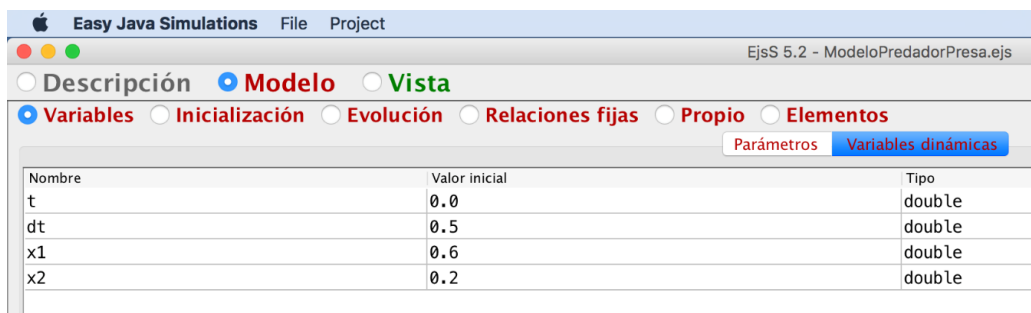 Easy Java Simulations File Project
EjsS 5.2 - ModeloPredadorPresa.ejs
Descripción Modelo Vista
Variables Inicialización Evolución Relaciones fijas Propio Elementos
Parámetros Variables dinámicas
Nombre Valor inicial Tipo
t 0.0 double
dt 0.5 double
x1 0.6 double
x2 0.2 double